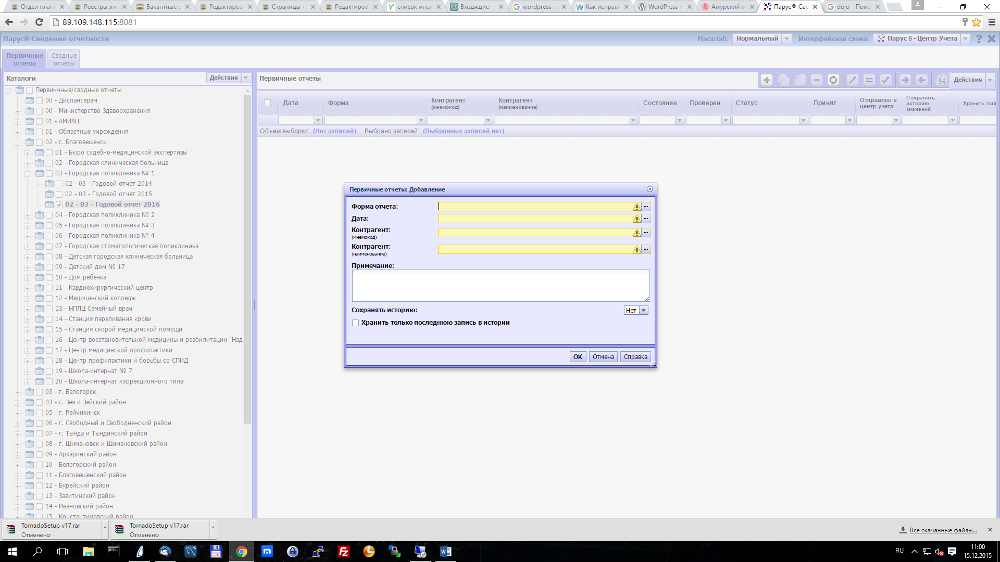 Отдел плани
Реестры лиц
Вакантные д
Редактирова
Страницы ‹
Редактирова
список инци
Входящие -
wordpress п
Как исправи
WordPress ›
Амурский м
Парус® Све
dojo - Поис
89.109.148.115:8081
Парус® Сведение отчетности
Масштаб: Нормальный
Интерфейсная схема: Парус 8 - Центр Учета
Первичные отчеты
Сводные отчеты
Каталоги
Действия
Первичные отчеты
Действия
Первичные/сводные отчеты
00 - Диспансерам
00 - Министерство Здавоохранения
01 - АМИАЦ
01 - Областные учреждения
02 - г. Благовещенск
01 - Бюро судебно-медицинской экспертизы
02 - Городская клиническая больница
03 - Городская поликлиника № 1
02 - 03 - Годовой отчет 2014
02 - 03 - Годовой отчет 2015
02 - 03 - Годовой отчет 2016
04 - Городская поликлиника № 2
05 - Городская поликлиника № 3
06 - Городская поликлиника № 4
07 - Городская стоматологическая поликлиника
08 - Детская городская клиническая больница
09 - Детский дом № 17
10 - Дом ребенка
11 - Кардиохирургический центр
12 - Медицинский колледж
13 - НПЛЦ Семейный врач
14 - Станция переливания крови
15 - Станция скорой медицинской помощи
16 - Центр восстановительной медицины и реабилитации "Над
17 - Центр медицинской профилактики
18 - Центр профилактики и борьбы со СПИД
19 - Школа-интернат № 7
20 - Школа-интернат коррекционного типа
03 - г. Белогорск
03 - г. Зея и Зейский район
05 - г. Райчихинск
06 - г. Свободный и Свободненский район
07 - г. Тында и Тындинский район
08 - г. Шимановск и Шимановский район
09 - Архаринский район
10 - Белогорский район
11 - Благовещенский район
12 - Бурейский район
13 - Завитинский район
14 - Ивановский район
15 - Константиновский район
Дата
Форма
Контрагент (мнемокод)
Контрагент (наименование)
Состояние
Проверен
Статус
Принят
Отправлен в центр учета
Сохранять историю значений
Хранить толь
Объем выборки: (Нет записей) Выбрано записей: (Выбранных записей нет)
Первичные отчеты: Добавление
Форма отчета:
Дата:
Контрагент:
(мнемокод)
Контрагент:
(наименование)
Примечание:
Сохранять историю: Нет
Хранить только последнюю запись в истории
OK Отмена Справка
TornadoSetup v17.rar
Отменено
TornadoSetup v17.rar
Отменено
Все скачанные файлы...
RU
11:00
15.12.2015